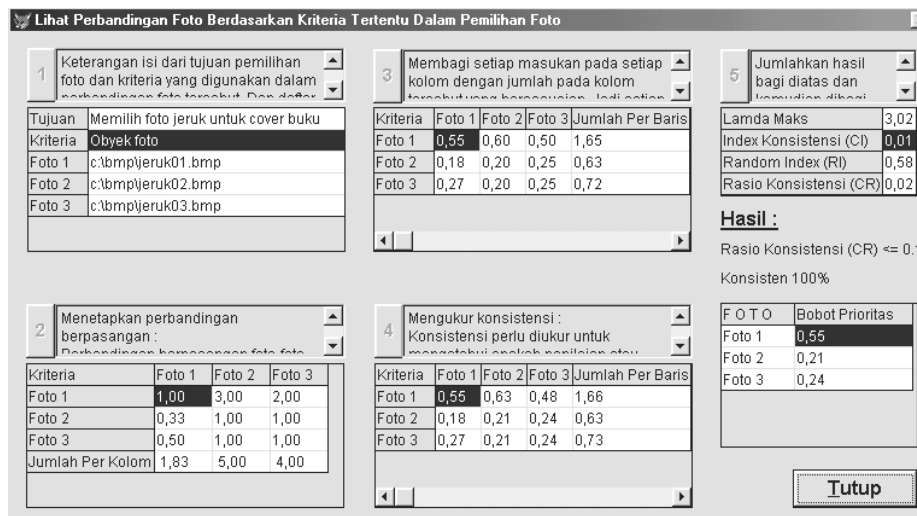 Lihat Perbandingan Foto Berdasarkan Kriteria Tertentu Dalam Pemilihan Foto
1
Keterangan isi dari tujuan pemilihan
foto dan kriteria yang digunakan dalam
Tujuan Memilih foto jeruk untuk cover buku
Kriteria Obyek foto
Foto 1 c:\bmp\jeruk01.bmp
Foto 2 c:\bmp\jeruk02.bmp
Foto 3 c:\bmp\jeruk03.bmp
2
Menetapkan perbandingan
berpasangan :
Kriteria Foto 1 Foto 2 Foto 3
Foto 1 1,00 3,00 2,00
Foto 2 0,33 1,00 1,00
Foto 3 0,50 1,00 1,00
Jumlah Per Kolom 1,83 5,00 4,00
3
Membagi setiap masukan pada setiap
kolom dengan jumlah pada kolom
Kriteria Foto 1 Foto 2 Foto 3 Jumlah Per Baris
Foto 1 0,55 0,60 0,50 1,65
Foto 2 0,18 0,20 0,25 0,63
Foto 3 0,27 0,20 0,25 0,72
4
Mengukur konsistensi :
Konsistensi perlu diukur untuk
Kriteria Foto 1 Foto 2 Foto 3 Jumlah Per Baris
Foto 1 0,55 0,63 0,48 1,66
Foto 2 0,18 0,21 0,24 0,63
Foto 3 0,27 0,21 0,24 0,73
5
Jumlahkan hasil
bagi diatas dan
Lamda Maks 3,02
Index Konsistensi (CI) 0,01
Random Index (RI) 0,58
Rasio Konsistensi (CR) 0,02
Hasil :
Rasio Konsistensi (CR) <= 0.
Konsisten 100%
F O T O Bobot Prioritas
Foto 1 0,55
Foto 2 0,21
Foto 3 0,24
Tutup